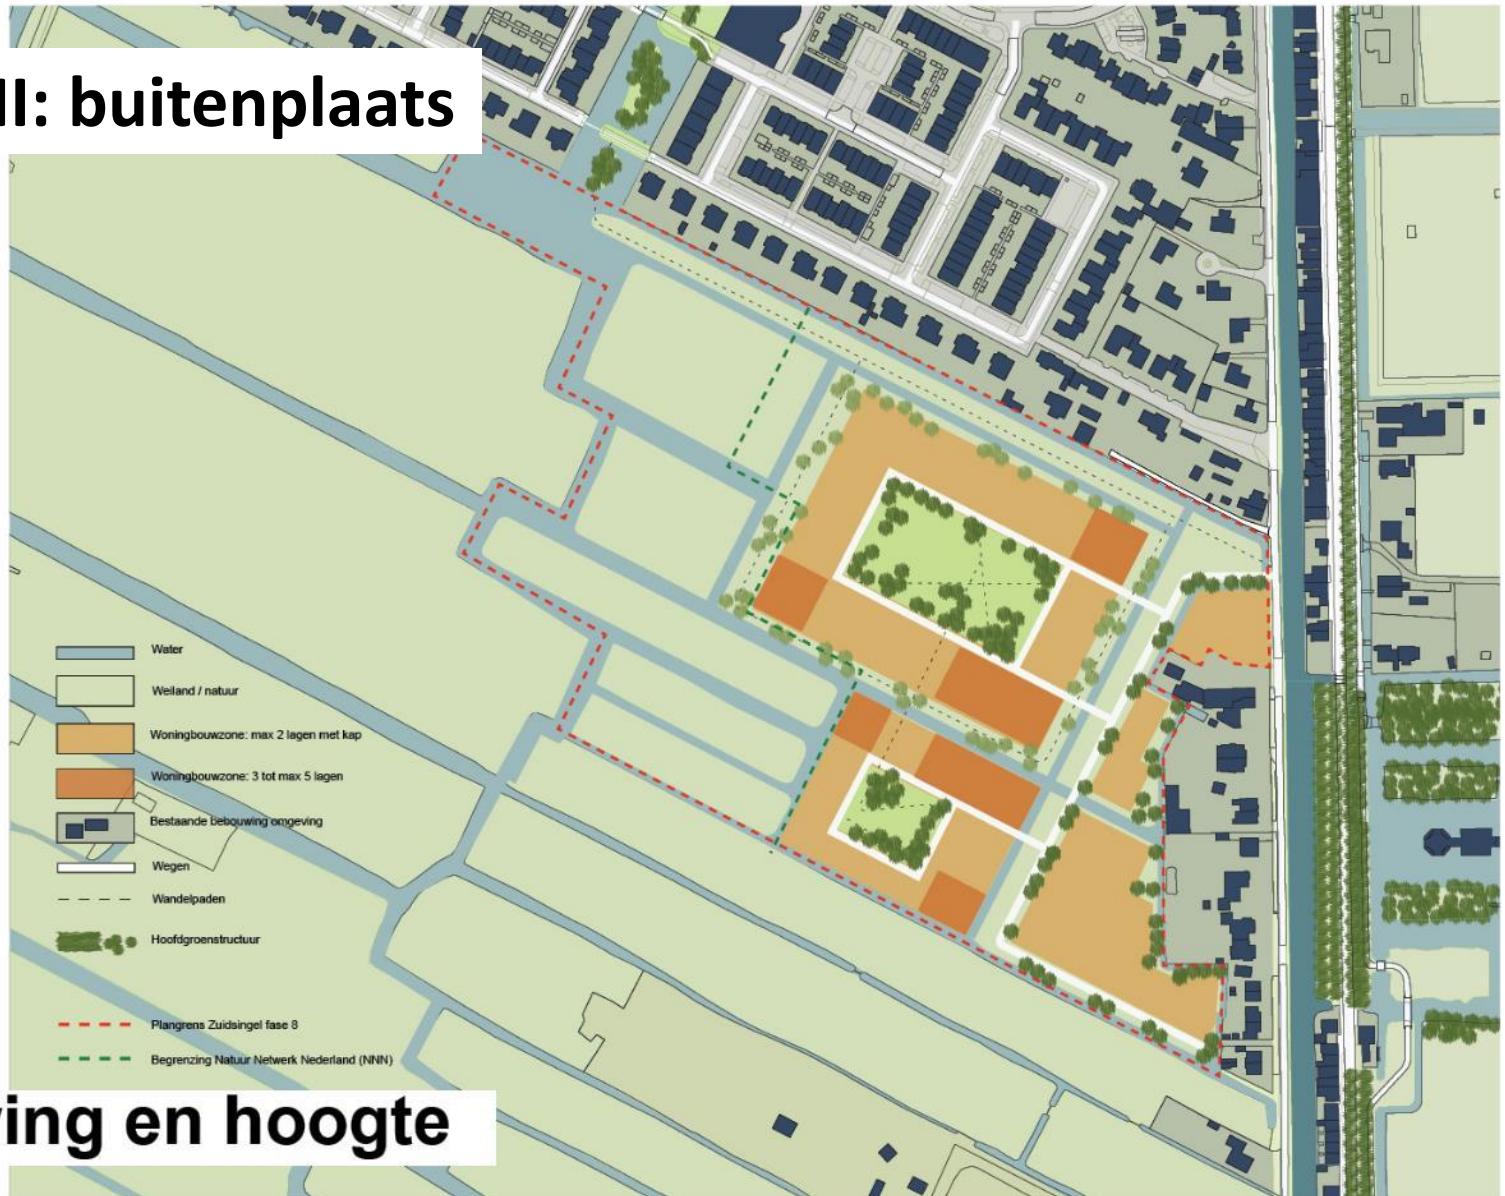 II: buitenplaats
Water
Weiland / natuur
Woningbouwzone: max 2 lagen met kap
Woningbouwzone: 3 tot max 5 lagen
Bestaande bebouwing omgeving
Wegen
Wandelpaden
Hoofdgroenstructuur
Plangrens Zuidsingel fase 8
Begrenzing Natuur Netwerk Nederland (NNN)
ing en hoogte